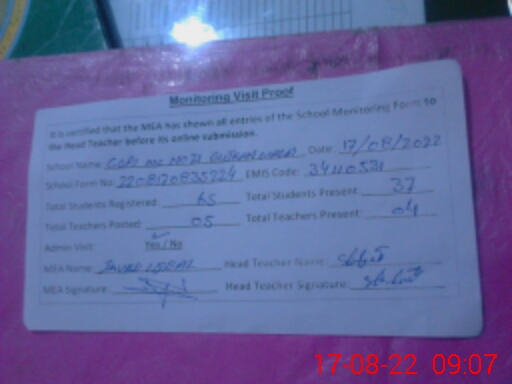 Monitoring Visit Proof
It is certified that the MEA has shown all entries of the School Monitoring Form to
the Head Teacher before its online submission.
School Name: Date: 17/08/2022
School Form No: 2208170835724 EMIS Code: 34110531
Total Students Registered: 65 Total Students Present: 37
Total Teachers Posted: 05 Total Teachers Present: 04
Admin Visit: Yes / No
MEA Name: Head Teacher Name:
MEA Signature: Head Teacher Signature:
17-08-22 09:07